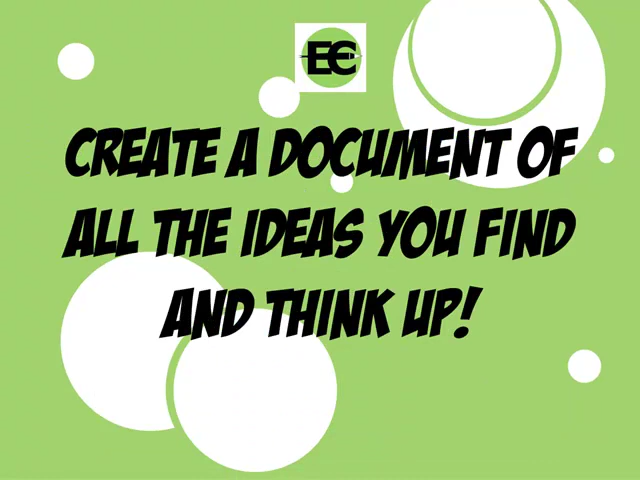 EC
CREATE A DOCUMENT OF
ALL THE IDEAS YOU FIND
AND THINK UP!